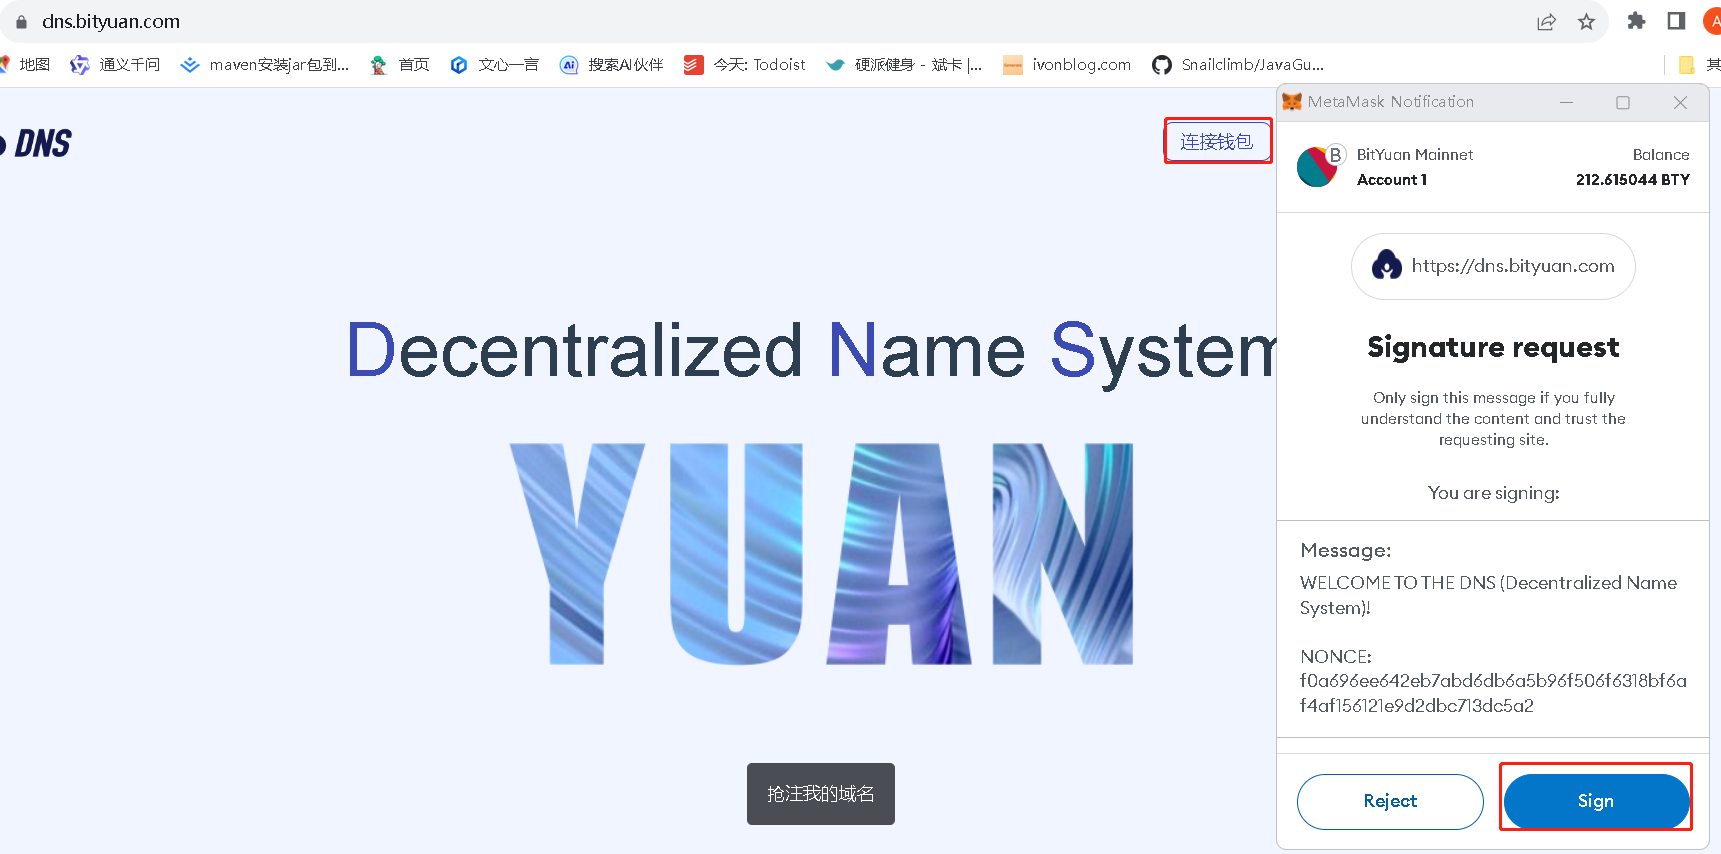 dns.bityuan.com
A
地图
通义千问
maven安装jar包到...
首页
文心一言
Ai
搜索AI伙伴
今天: Todoist
硬派健身 - 斌卡 |...
ivonblog.com
Snailclimb/JavaGu...
其
DNS
连接钱包
Decentralized Name System
YUAN
抢注我的域名
MetaMask Notification
B
BitYuan Mainnet
Balance
Account 1
212.615044 BTY
https://dns.bityuan.com
Signature request
Only sign this message if you fully
understand the content and trust the
requesting site.
You are signing:
Message:
WELCOME TO THE DNS (Decentralized Name
System)!
NONCE:
f0a696ee642eb7abd6db6a5b96f506f6318bf6a
f4af156121e9d2dbc713dc5a2
Reject
Sign